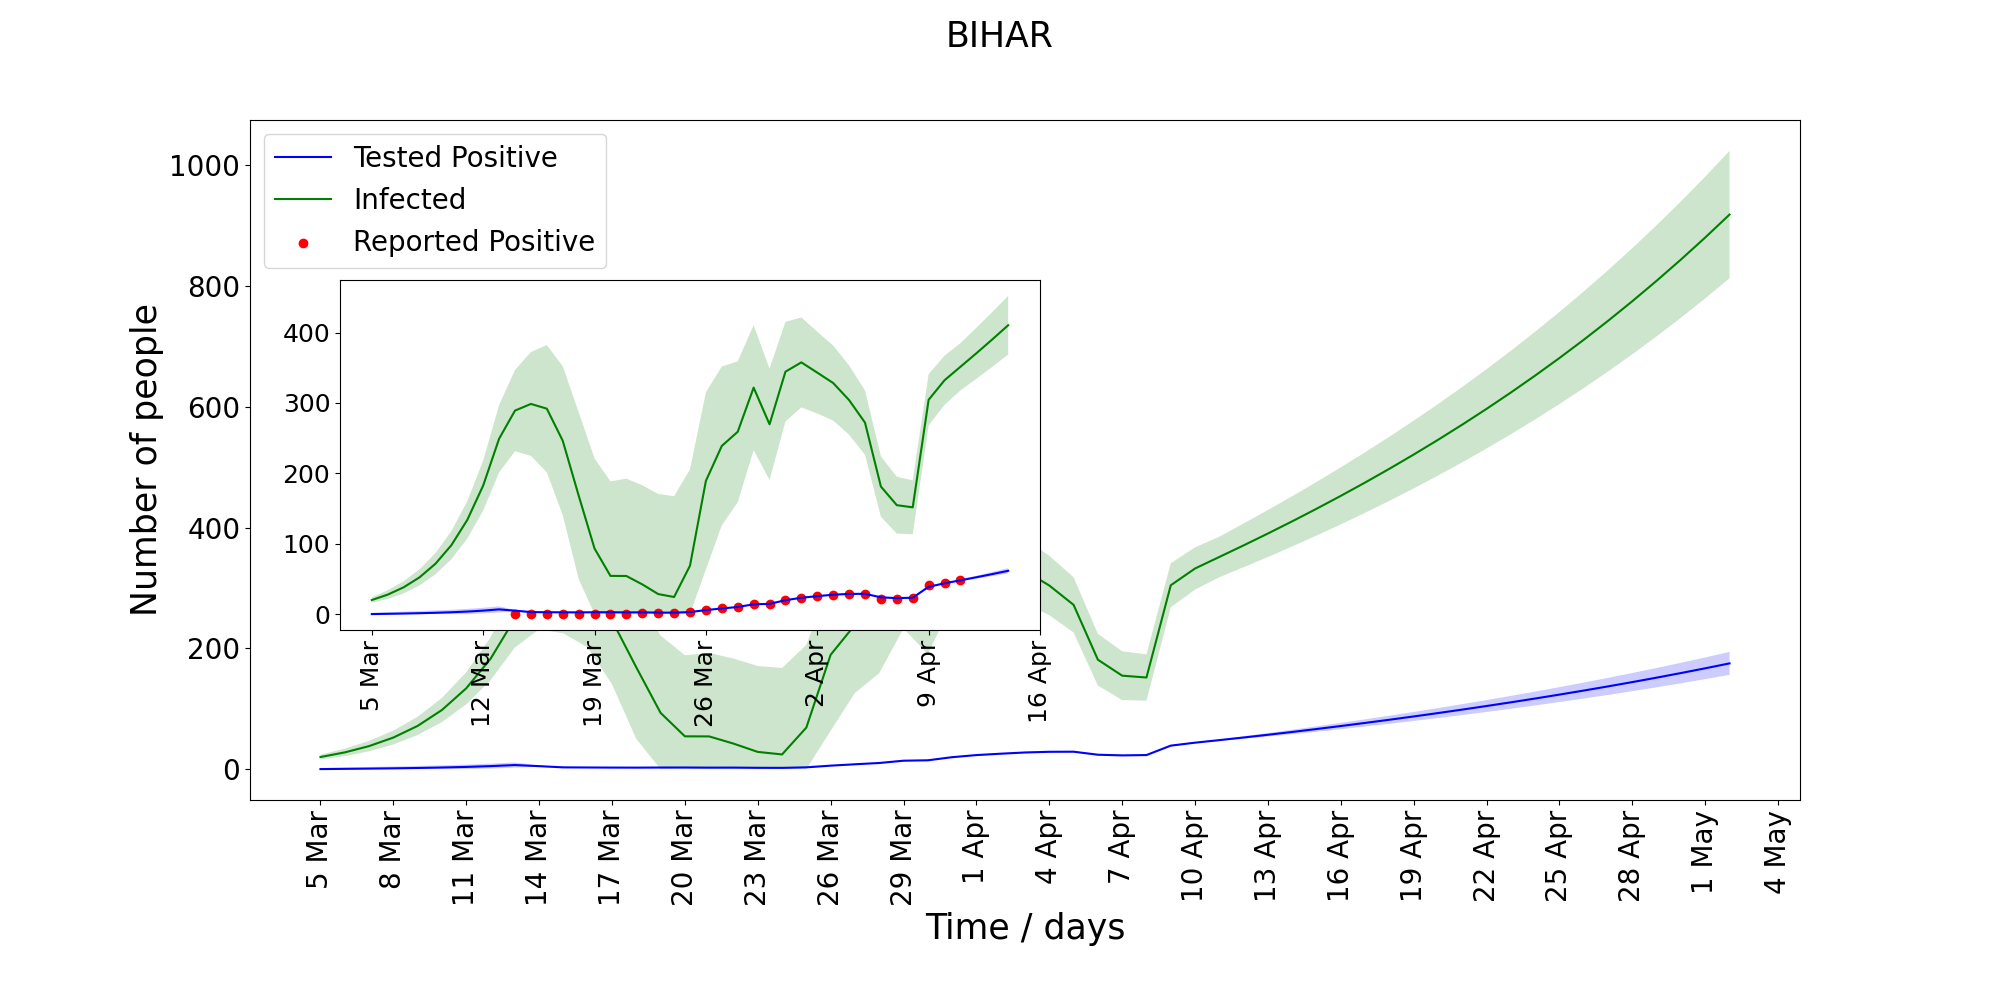 BIHAR
Tested Positive
Infected
Reported Positive
Number of people
1000
800
600
400
200
0
400
300
200
100
0
5 Mar
12 Mar
19 Mar
26 Mar
2 Apr
9 Apr
16 Apr
5 Mar
8 Mar
11 Mar
14 Mar
17 Mar
20 Mar
23 Mar
26 Mar
29 Mar
1 Apr
4 Apr
7 Apr
10 Apr
13 Apr
16 Apr
19 Apr
22 Apr
25 Apr
28 Apr
1 May
4 May
Time / days